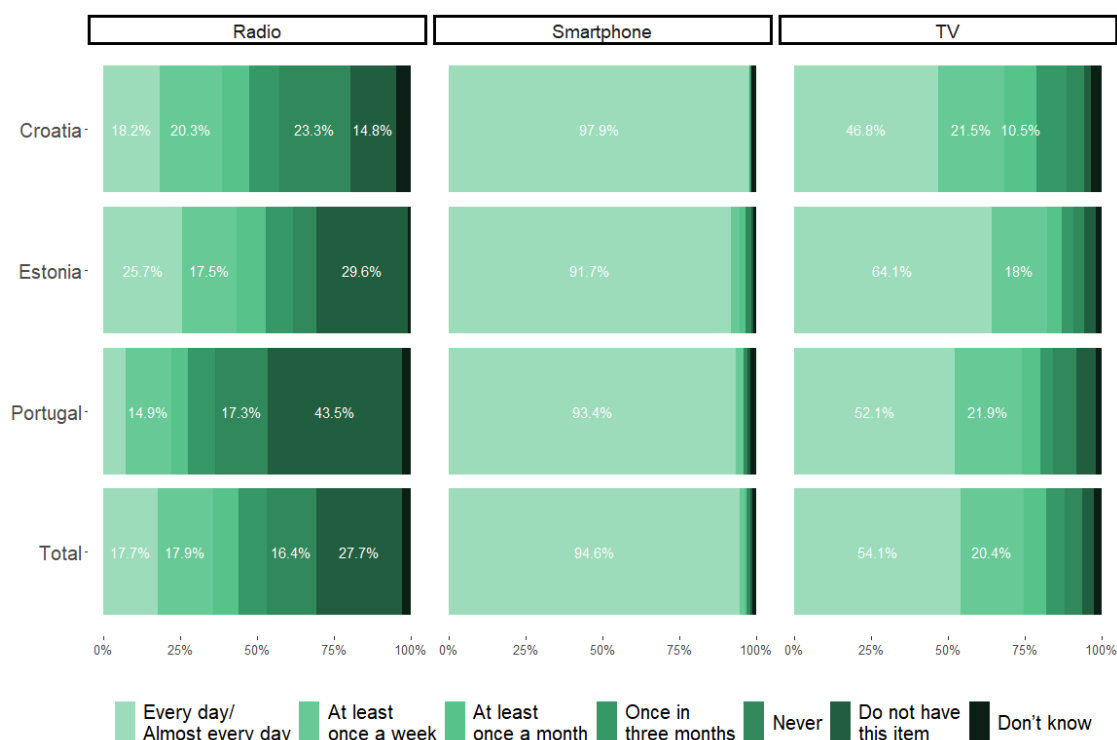 Radio Smartphone TV
Croatia 18.2% 20.3% 23.3% 14.8% 97.9% 46.8% 21.5% 10.5%
Estonia 25.7% 17.5% 29.6% 91.7% 64.1% 18%
Portugal 14.9% 17.3% 43.5% 93.4% 52.1% 21.9%
Total 17.7% 17.9% 16.4% 27.7% 94.6% 54.1% 20.4%
0% 25% 50% 75% 100% 0% 25% 50% 75% 100% 0% 25% 50% 75% 100%
Every day/
Almost every day
At least
once a week
At least
once a month
Once in
three months
Never
Do not have
this item
Don't know